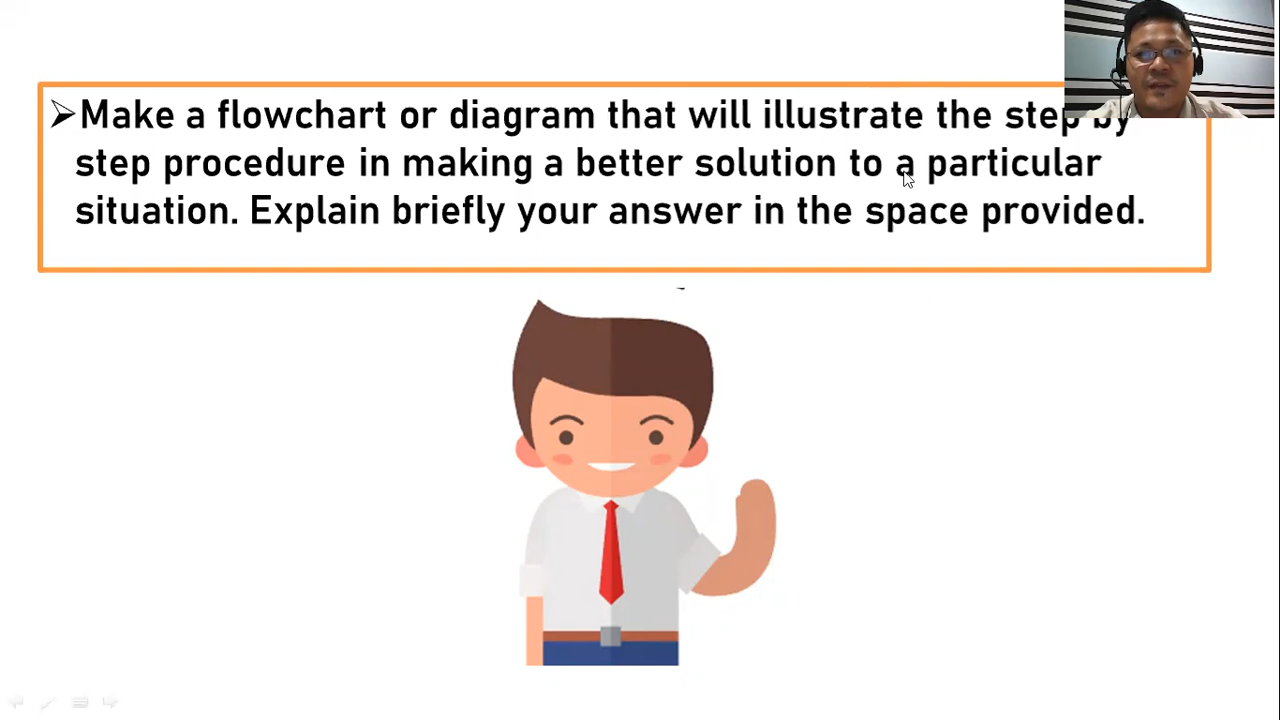 ➢Make a flowchart or diagram that will illustrate the step by
step procedure in making a better solution to a particular
situation. Explain briefly your answer in the space provided.